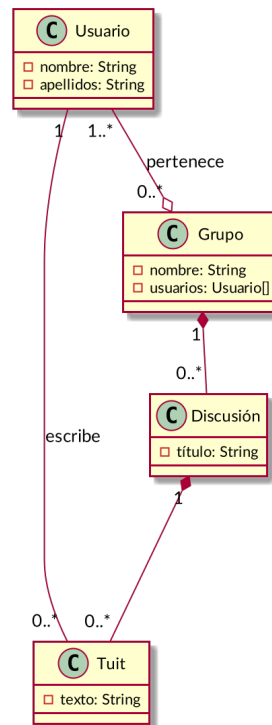 C Usuario
nombre: String
apellidos: String
1
1..*
pertenece
0..*
C Grupo
nombre: String
usuarios: Usuario[]
1
0..*
C Discusión
título: String
1
escribe
0..*
0..*
C Tuit
texto: String